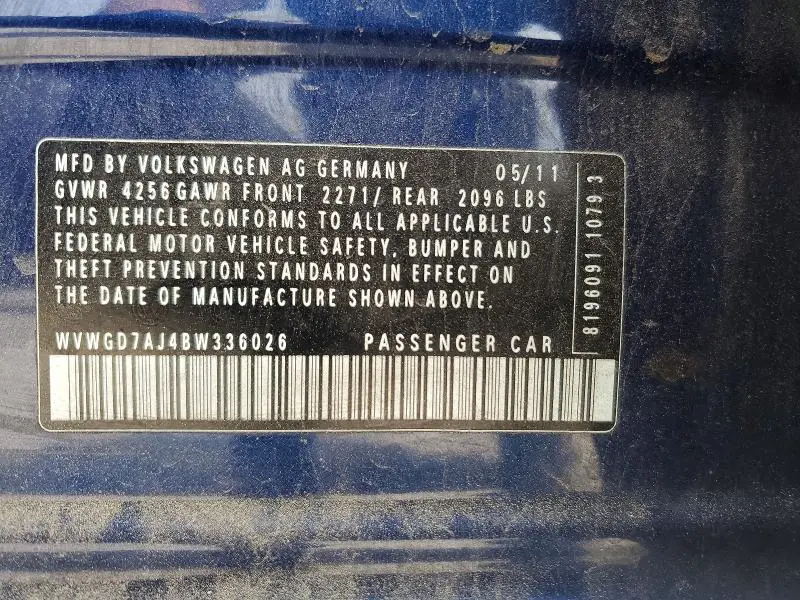 MFD BY VOLKSWAGEN AG GERMANY 05/11
GVWR 4256 GAWR FRONT 2271/ REAR 2096 LBS
THIS VEHICLE CONFORMS TO ALL APPLICABLE U.S.
FEDERAL MOTOR VEHICLE SAFETY, BUMPER AND
THEFT PREVENTION STANDARDS IN EFFECT ON
THE DATE OF MANUFACTURE SHOWN ABOVE.
WVWGD7AJ4BW336026 PASSENGER CAR
8196091 1079 3